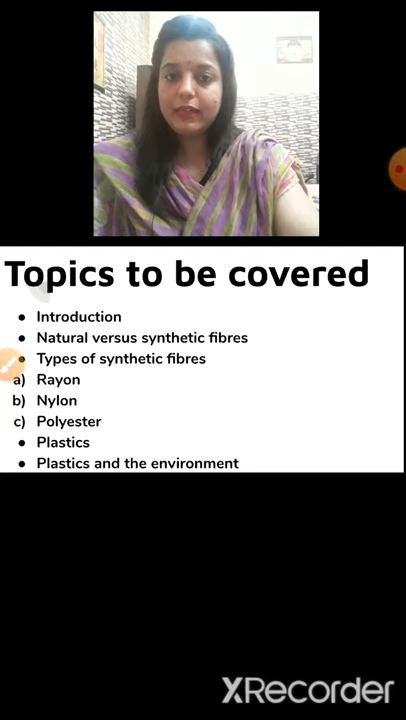 Topics to be covered
● Introduction
● Natural versus synthetic fibres
● Types of synthetic fibres
a) Rayon
b) Nylon
c) Polyester
● Plastics
● Plastics and the environment
XRecorder